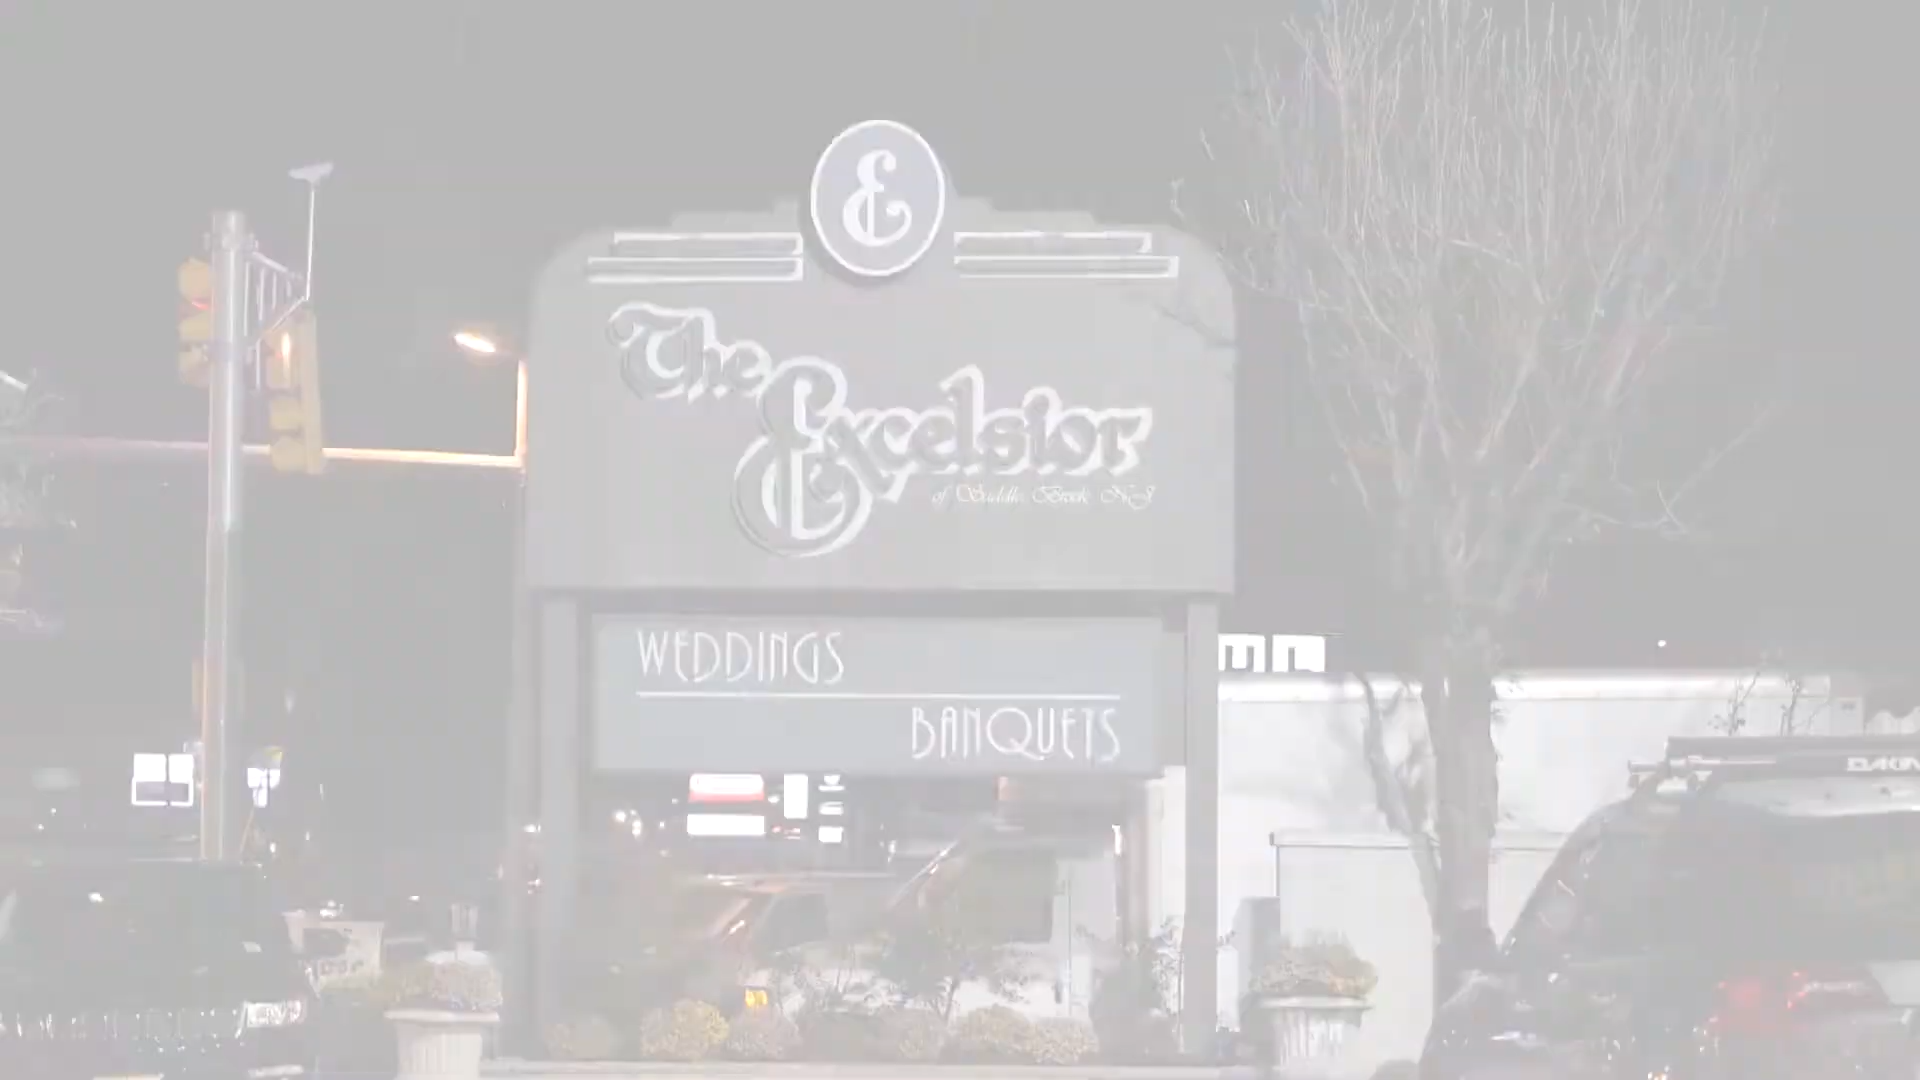 E
The
Excelsior
of Saddle Brook, NJ
WEDDINGS
BANQUETS